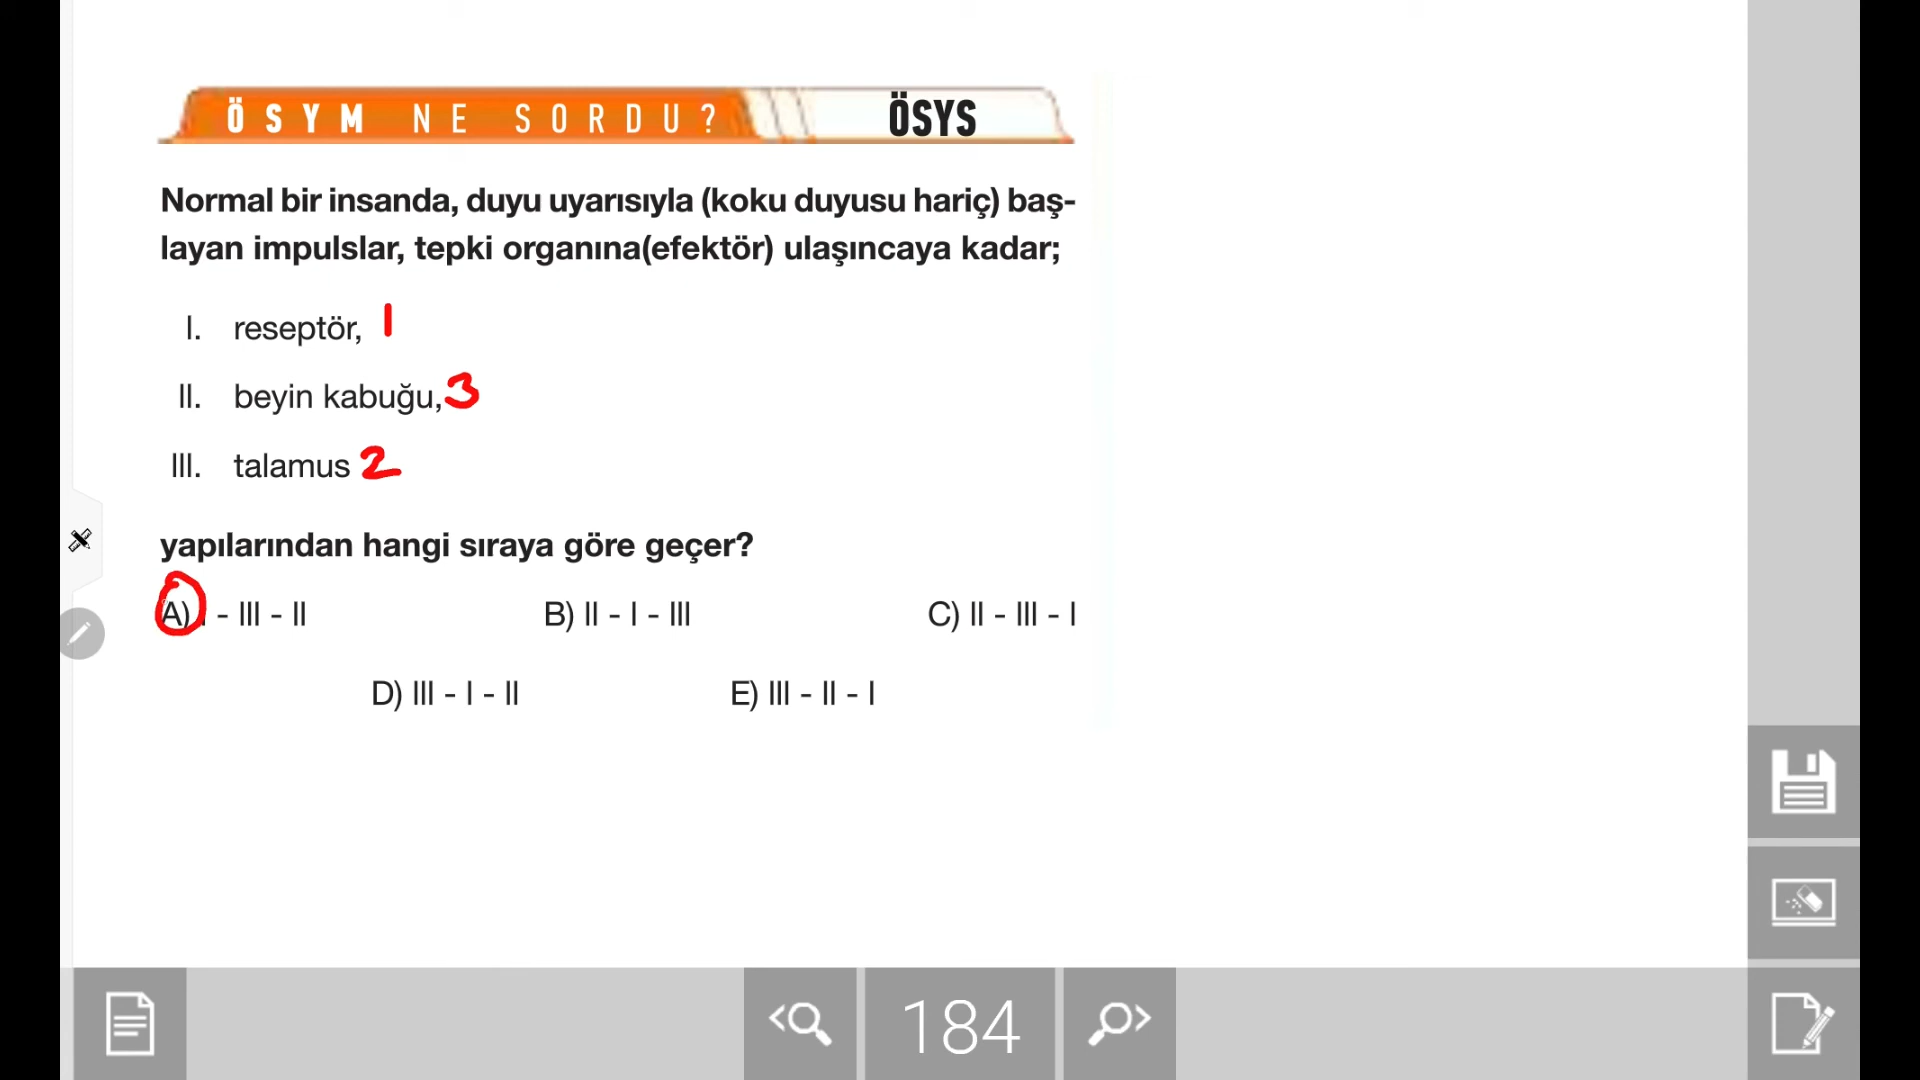 ÖSYM NE SORDU? ÖSYS
Normal bir insanda, duyu uyarısıyla (koku duyusu hariç) baş-
layan impulslar, tepki organına(efektör) ulaşıncaya kadar;
I. reseptör, 1
II. beyin kabuğu, 3
III. talamus 2
yapılarından hangi sıraya göre geçer?
A) I - III - II B) II - I - III C) II - III - I
D) III - I - II E) III - II - I
184